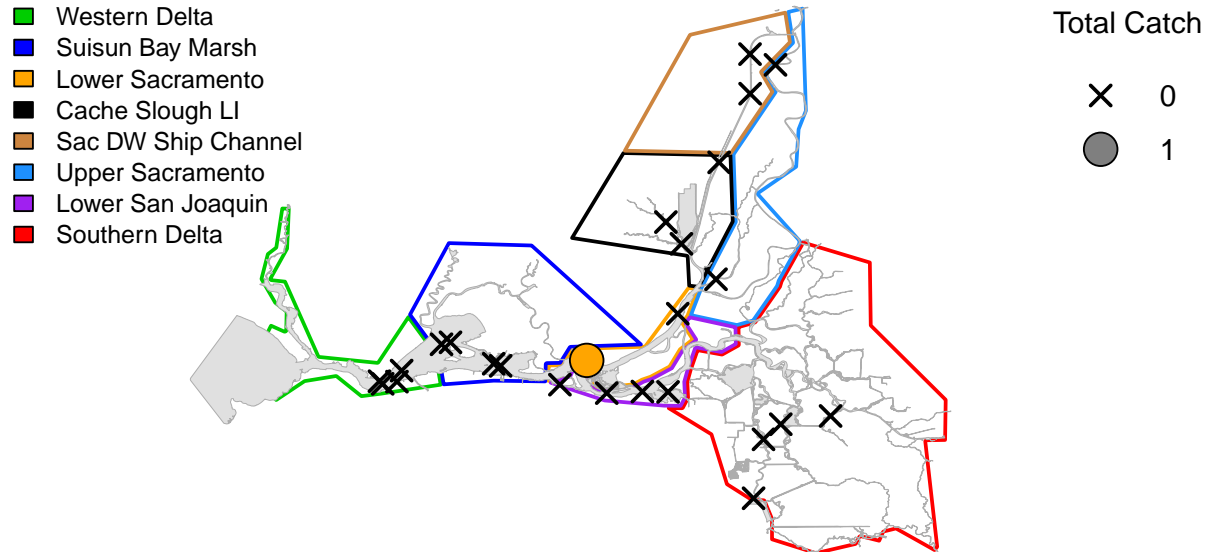 Western Delta
Suisun Bay Marsh
Lower Sacramento
Cache Slough LI
Sac DW Ship Channel
Upper Sacramento
Lower San Joaquin
Southern Delta
Total Catch
0
1